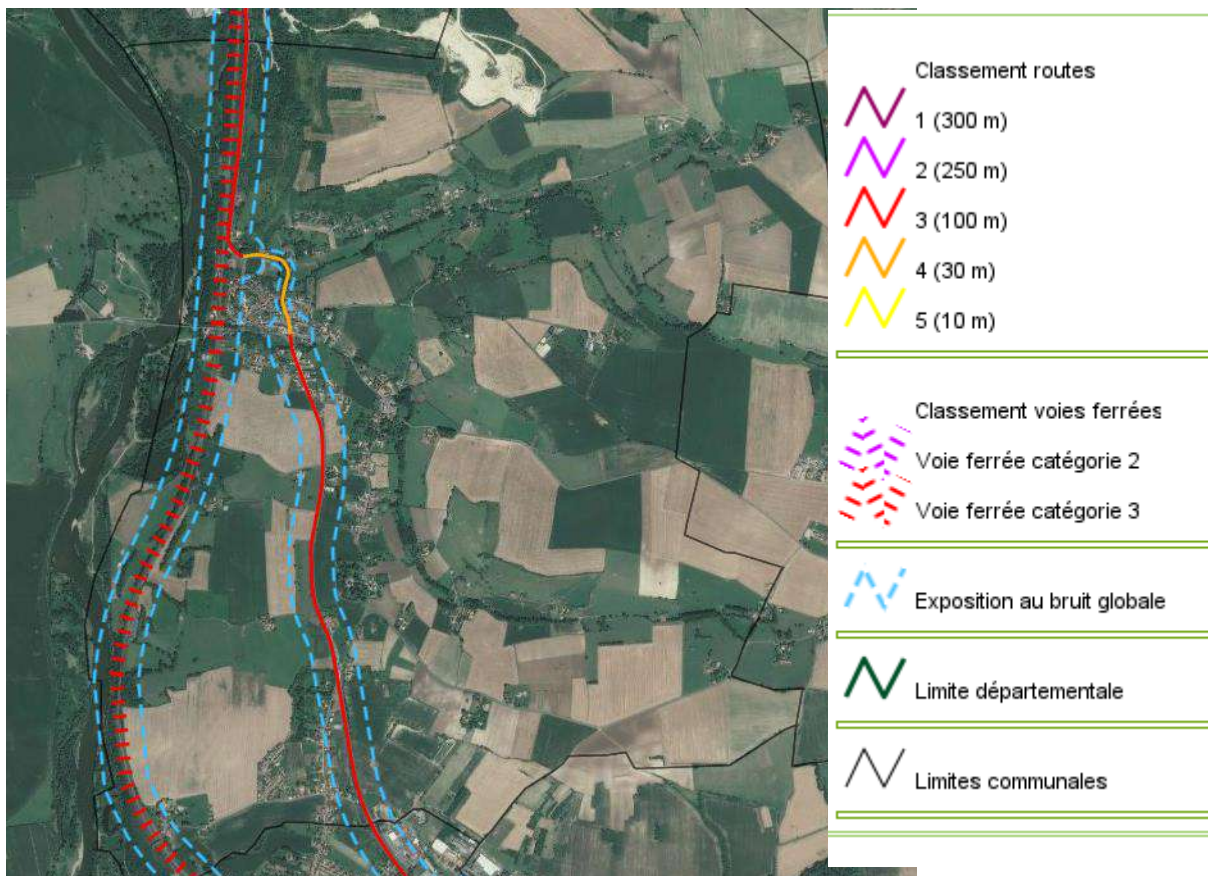 Classement routes
1 (300 m)
2 (250 m)
3 (100 m)
4 (30 m)
5 (10 m)
Classement voies ferrées
Voie ferrée catégorie 2
Voie ferrée catégorie 3
Exposition au bruit globale
Limite départementale
Limites communales